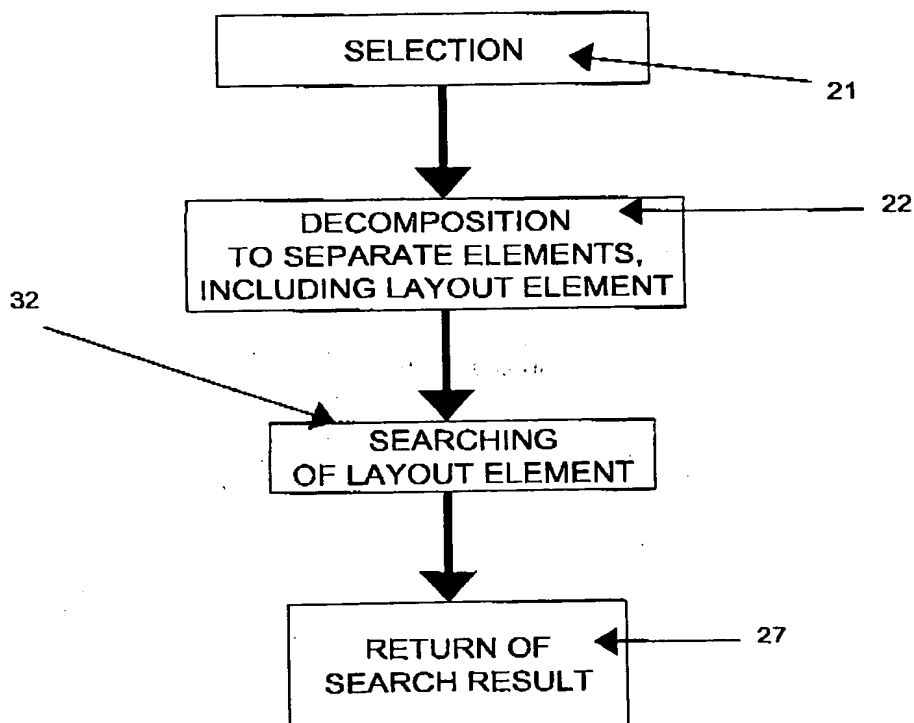 SELECTION
21
DECOMPOSITION
TO SEPARATE ELEMENTS,
INCLUDING LAYOUT ELEMENT
22
32
SEARCHING
OF LAYOUT ELEMENT
RETURN OF
SEARCH RESULT
27